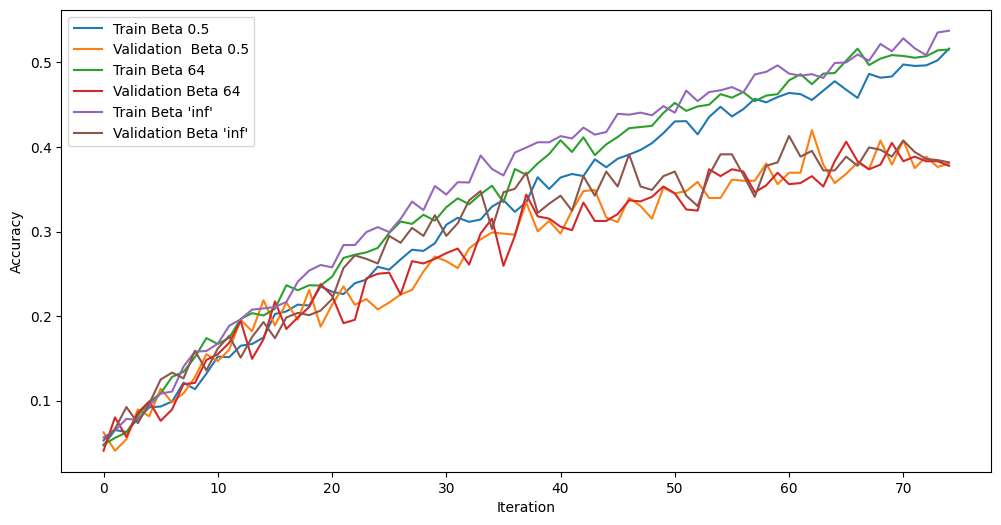 Train Beta 0.5
Validation  Beta 0.5
Train Beta 64
Validation Beta 64
Train Beta 'inf'
Validation Beta 'inf'
0.5
0.4
0.3
0.2
0.1
Accuracy
0 10 20 30 40 50 60 70
Iteration